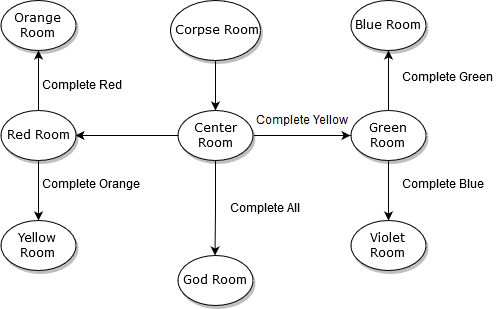 Orange
Room
Corpse Room
Blue Room
Complete Red
Complete Green
Complete Yellow
Red Room
Center
Room
Green
Room
Complete Orange
Complete Blue
Complete All
Yellow
Room
Violet
Room
God Room